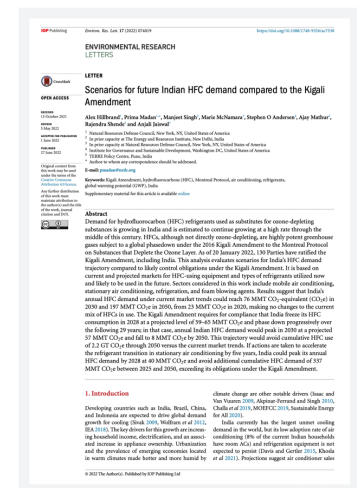 IOP Publishing
Environ. Res. Lett. 17 (2022) 074019
https://doi.org/10.1088/1748-9326/ac7538
ENVIRONMENTAL RESEARCH
LETTERS
CrossMark
OPEN ACCESS
RECEIVED
13 October 2021
REVISED
3 May 2022
ACCEPTED FOR PUBLICATION
1 June 2022
PUBLISHED
27 June 2022
Original content from
this work may be used
under the terms of the
Creative Commons
Attribution 4.0 licence.
Any further distribution
of this work must
maintain attribution to
the author(s) and the title
of the work, journal
citation and DOI.
LETTER
Scenarios for future Indian HFC demand compared to the Kigali
Amendment
Alex Hillbrand, Prima Madan, Manjeet Singh, Marie McNamara, Stephen O Andersen, Ajay Mathur,
Rajendra Shende and Anjali Jaiswal
Natural Resources Defense Council, New York, NY, United States of America
In prior capacity at The Energy and Resources Institute, New Delhi, India
In prior capacity at Natural Resources Defense Council, New York, NY, United States of America
Institute for Governance and Sustainable Development, Washington DC, United States of America
TERRE Policy Centre, Pune, India
Author to whom any correspondence should be addressed.
E-mail: pmadan@nrdc.org
Keywords: Kigali Amendment, hydrofluorocarbons (HFC), Montreal Protocol, air conditioning, refrigerants,
global warming potential (GWP), India
Supplementary material for this article is available online
Abstract
Demand for hydrofluorocarbon (HFC) refrigerants used as substitutes for ozone-depleting
substances is growing in India and is estimated to continue growing at a high rate through the
middle of this century. HFCs, although not directly ozone-depleting, are highly potent greenhouse
gases subject to a global phasedown under the 2016 Kigali Amendment to the Montreal Protocol
on Substances that Deplete the Ozone Layer. As of 20 January 2022, 130 Parties have ratified the
Kigali Amendment, including India. This analysis evaluates scenarios for India's HFC demand
trajectory compared to likely control obligations under the Kigali Amendment. It is based on
current and projected markets for HFC-using equipment and types of refrigerants utilized now
and likely to be used in the future. Sectors considered in this work include mobile air conditioning,
stationary air conditioning, refrigeration, and foam blowing agents. Results suggest that India's
annual HFC demand under current market trends could reach 76 MMT CO₂-equivalent (CO₂e) in
2030 and 197 MMT CO₂e in 2050, from 23 MMT CO₂e in 2020, making no changes to the current
mix of HFCs in use. The Kigali Amendment requires for compliance that India freeze its HFC
consumption in 2028 at a projected level of 59–65 MMT CO₂e and phase down progressively over
the following 29 years; in that case, annual Indian HFC demand would peak in 2030 at a projected
57 MMT CO₂e and fall to 8 MMT CO₂e by 2050. This trajectory would avoid cumulative HFC use
of 2.2 GT CO₂e through 2050 versus the current market trends. If actions are taken to accelerate
the refrigerant transition in stationary air conditioning by five years, India could peak its annual
HFC demand by 2028 at 40 MMT CO₂e and avoid additional cumulative HFC demand of 337
MMT CO₂e between 2025 and 2050, exceeding its obligations under the Kigali Amendment.
1. Introduction
Developing countries such as India, Brazil, China,
and Indonesia are expected to drive global demand
growth for cooling (Sivak 2009, Wolfram et al 2012,
IEA 2018). The key drivers for this growth are increas-
ing household income, electrification, and an associ-
ated increase in appliance ownership. Urbanization
and the prevalence of emerging economies located
in warm climates made hotter and more humid by
climate change are other notable drivers (Isaac and
Van Vuuren 2009, Akpinar-Ferrand and Singh 2010,
Challa et al 2019, MOEFCC 2019, Sustainable Energy
for All 2020).
India currently has the largest unmet cooling
demand in the world, but its low adoption rate of air
conditioning (8% of the current Indian households
have room ACs) and refrigeration equipment is not
expected to persist (Davis and Gertler 2015, Khosla
et al 2021). Projections suggest air conditioner sales
© 2022 The Author(s). Published by IOP Publishing Ltd